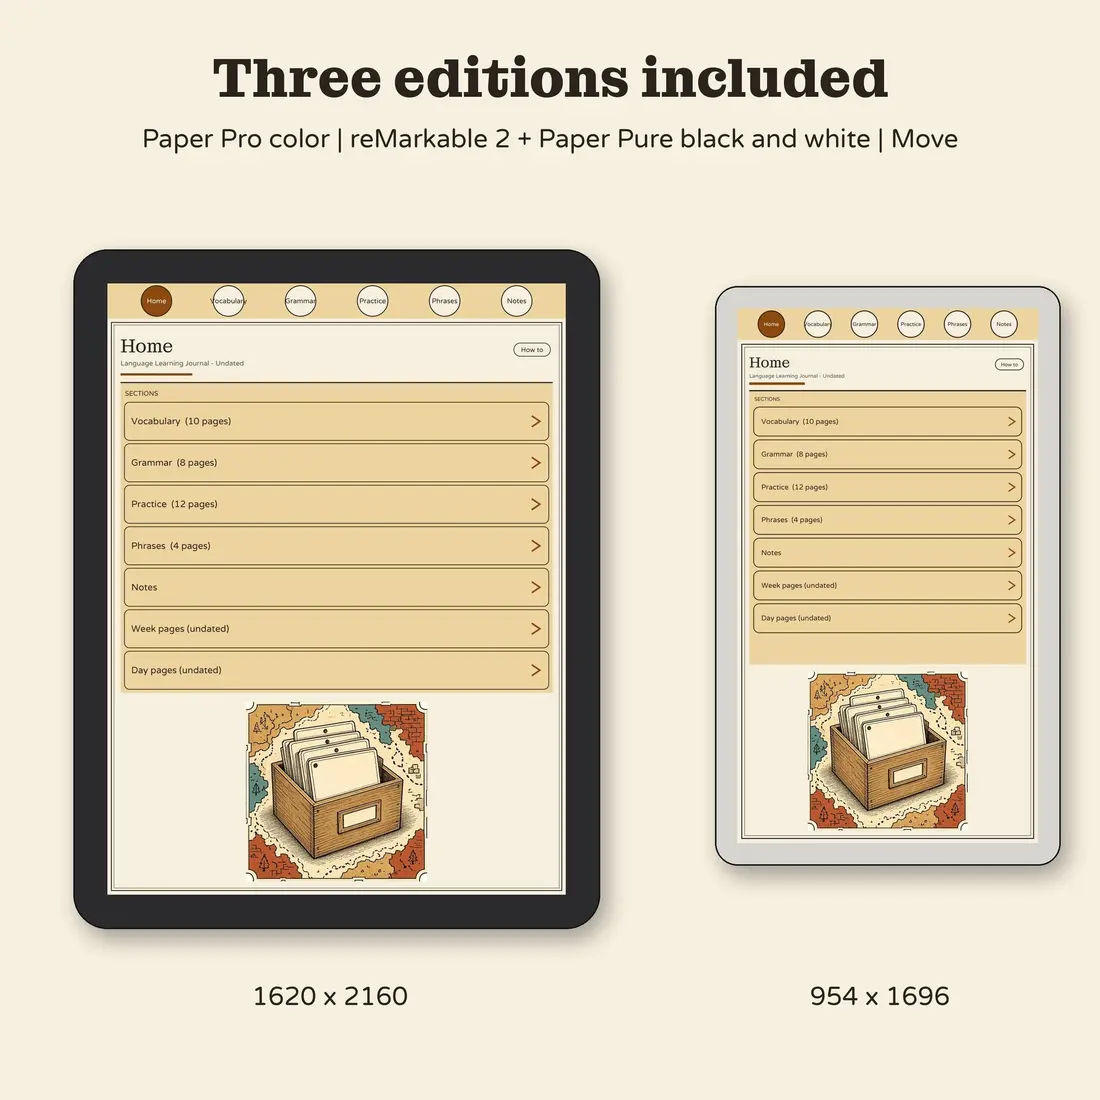 Three editions included
Paper Pro color | reMarkable 2 + Paper Pure black and white | Move
Home
Vocabulary
Grammar
Practice
Phrases
Notes
Home
How to
Language Learning Journal - Undated
SECTIONS
Vocabulary (10 pages)
Grammar (8 pages)
Practice (12 pages)
Phrases (4 pages)
Notes
Week pages (undated)
Day pages (undated)
1620 x 2160
Home
Vocabulary
Grammar
Practice
Phrases
Notes
Home
How to
Language Learning Journal - Undated
SECTIONS
Vocabulary (10 pages)
Grammar (8 pages)
Practice (12 pages)
Phrases (4 pages)
Notes
Week pages (undated)
Day pages (undated)
954 x 1696